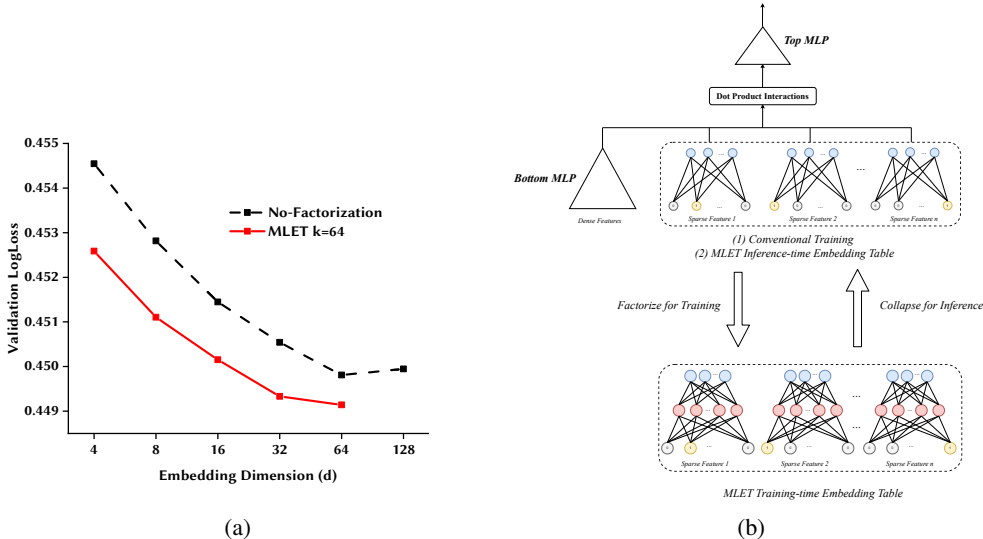 0.455
0.454
0.453
0.452
0.451
0.450
0.449
Validation LogLoss
No-Factorization
MLET k=64
4 8 16 32 64 128
Embedding Dimension (d)
(a)
Top MLP
Dot Product Interactions
Bottom MLP
Dense Features
... ... ...
...
... ... ...
Sparse Feature 1 Sparse Feature 2 Sparse Feature n
(1) Conventional Training
(2) MLET Inference-time Embedding Table
Factorize for Training Collapse for Inference
... ... ...
...
... ... ...
...
... ... ...
Sparse Feature 1 Sparse Feature 2 Sparse Feature n
MLET Training-time Embedding Table
(b)